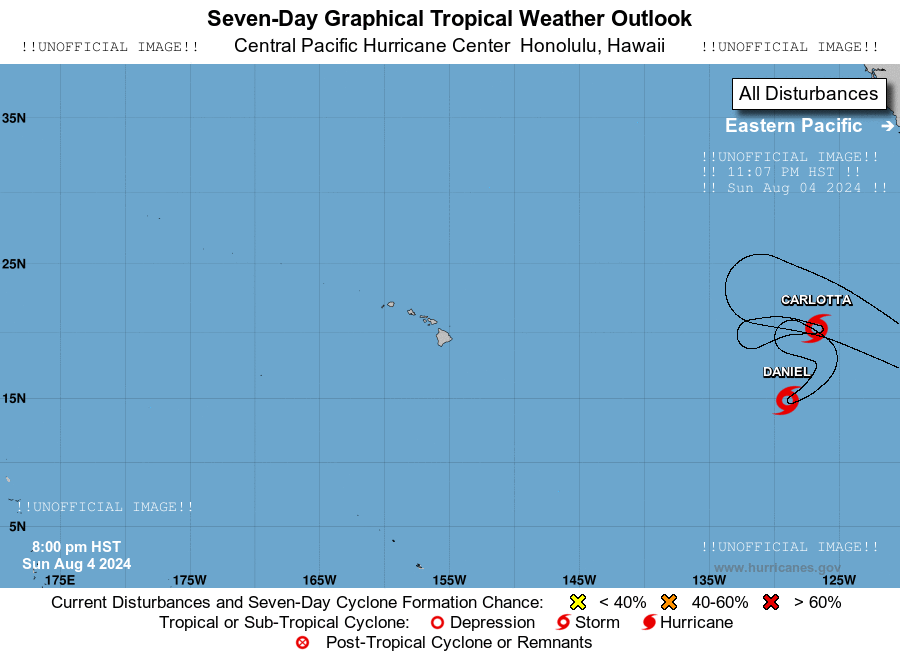 Seven-Day Graphical Tropical Weather Outlook
!!UNOFFICIAL IMAGE!! Central Pacific Hurricane Center Honolulu, Hawaii !!UNOFFICIAL IMAGE!!
All Disturbances
35N
Eastern Pacific →
!!UNOFFICIAL IMAGE!!
!! 11:07 PM HST !!
!! Sun Aug 04 2024 !!
25N
CARLOTTA
DANIEL
15N
!!UNOFFICIAL IMAGE!!
5N
8:00 pm HST
Sun Aug 4 2024
!!UNOFFICIAL IMAGE!!
www.hurricanes.gov
175E 175W 165W 155W 145W 135W 125W
Current Disturbances and Seven-Day Cyclone Formation Chance: < 40% 40-60% > 60%
Tropical or Sub-Tropical Cyclone: Depression Storm Hurricane
Post-Tropical Cyclone or Remnants